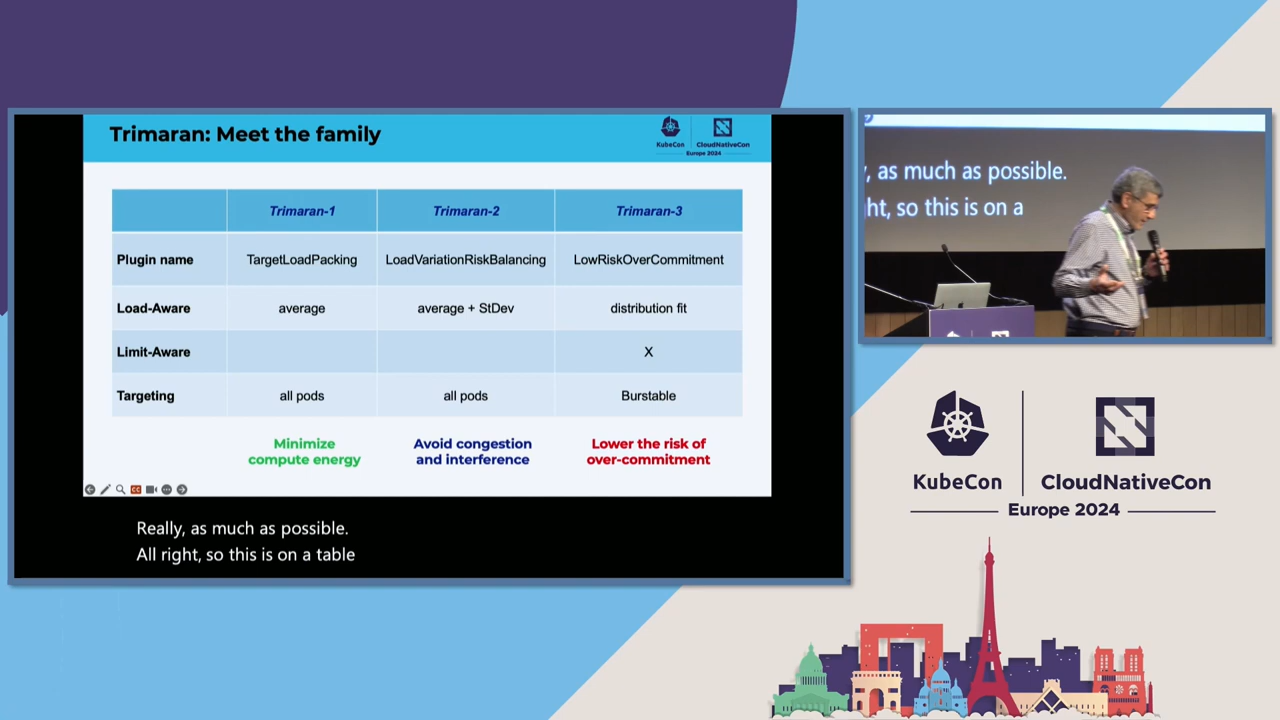 Trimaran: Meet the family
KubeCon
CloudNativeCon
Europe 2024
Trimaran-1 Trimaran-2 Trimaran-3
Plugin name TargetLoadPacking LoadVariationRiskBalancing LowRiskOverCommitment
Load-Aware average average + StDev distribution fit
Limit-Aware X
Targeting all pods all pods Burstable
Minimize
compute energy
Avoid congestion
and interference
Lower the risk of
over-commitment
CC
Really, as much as possible.
All right, so this is on a table
, as much as possible.
ht, so this is on a
KubeCon
CloudNativeCon
Europe 2024